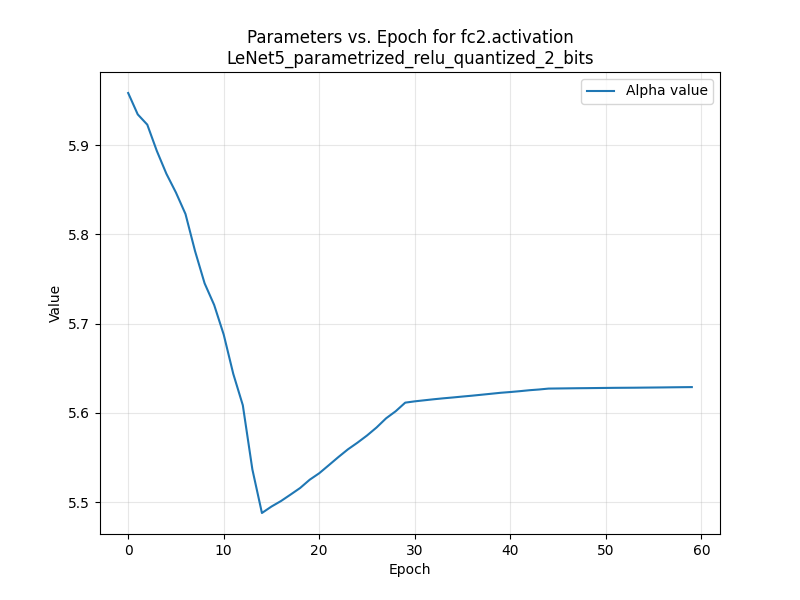 Parameters vs. Epoch for fc2.activation
LeNet5_parametrized_relu_quantized_2_bits
Alpha value
5.9
5.8
5.7
5.6
5.5
Value
0 10 20 30 40 50 60
Epoch